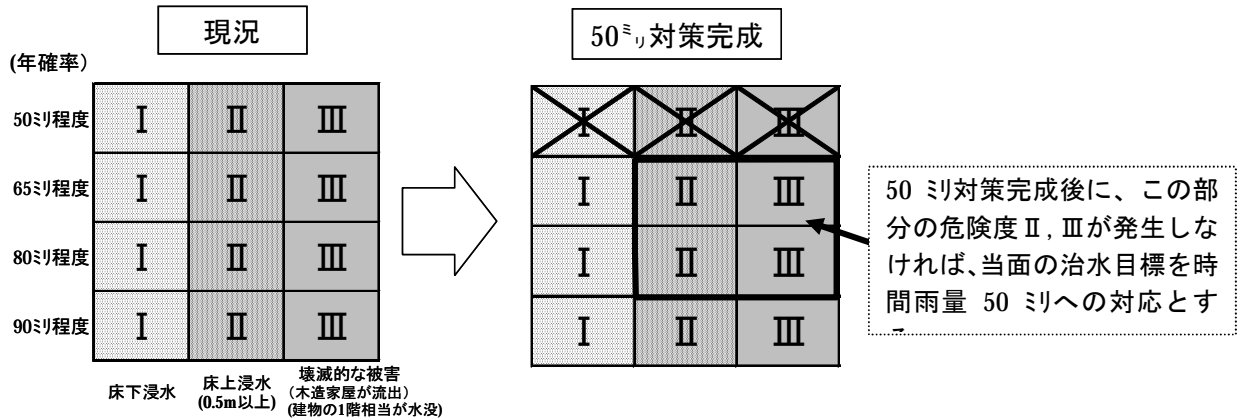 現況
50ミリ対策完成
(年確率)
50ミリ程度 Ⅰ Ⅱ Ⅲ
65ミリ程度 Ⅰ Ⅱ Ⅲ
80ミリ程度 Ⅰ Ⅱ Ⅲ
90ミリ程度 Ⅰ Ⅱ Ⅲ
床下浸水
床上浸水
(0.5m以上)
壊滅的な被害
(木造家屋が流出)
(建物の1階相当が水没)
Ⅰ Ⅱ Ⅲ
Ⅰ Ⅱ Ⅲ
Ⅰ Ⅱ Ⅲ
Ⅰ Ⅱ Ⅲ
50 ミリ対策完成後に、この部
分の危険度Ⅱ,Ⅲが発生しな
ければ、当面の治水目標を時
間雨量 50 ミリへの対応とす